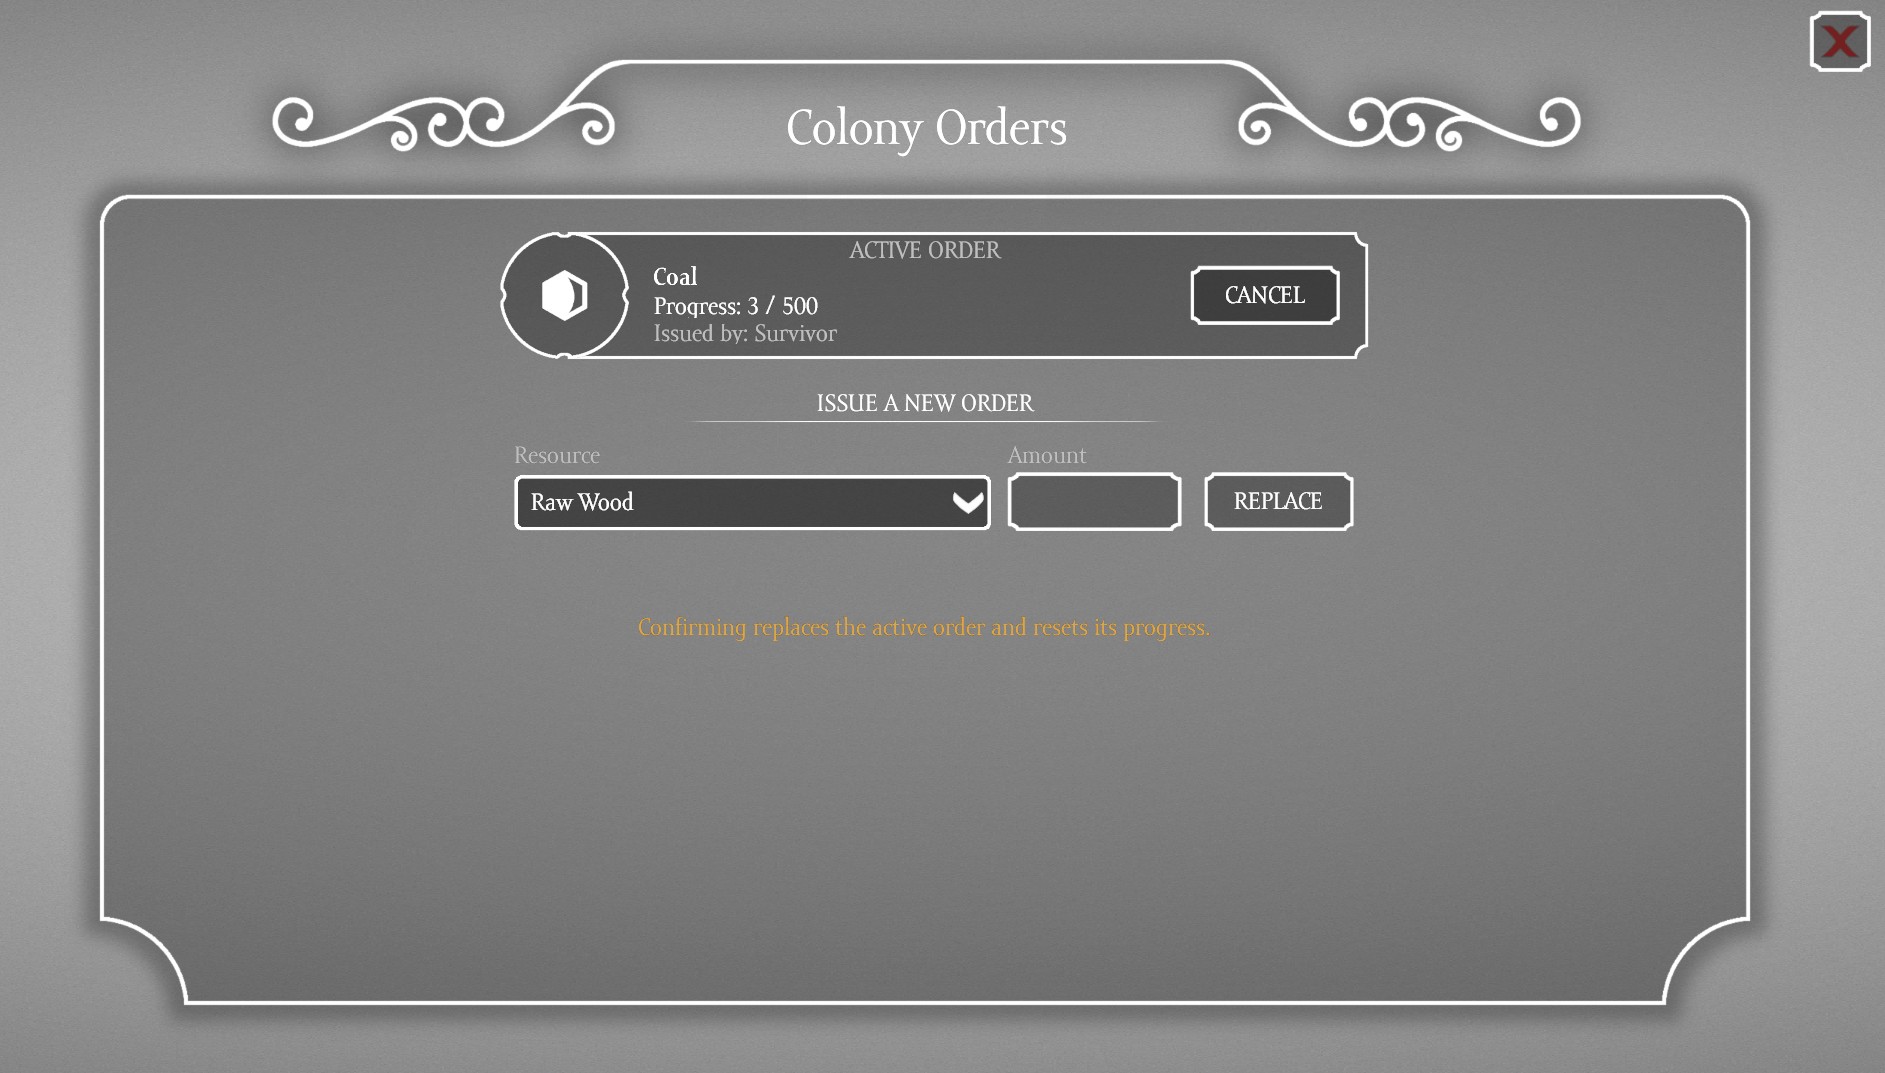 Colony Orders
ACTIVE ORDER
Coal
Progress: 3 / 500
CANCEL
Issued by: Survivor
ISSUE A NEW ORDER
Resource
Amount
Raw Wood
REPLACE
Confirming replaces the active order and resets its progress.